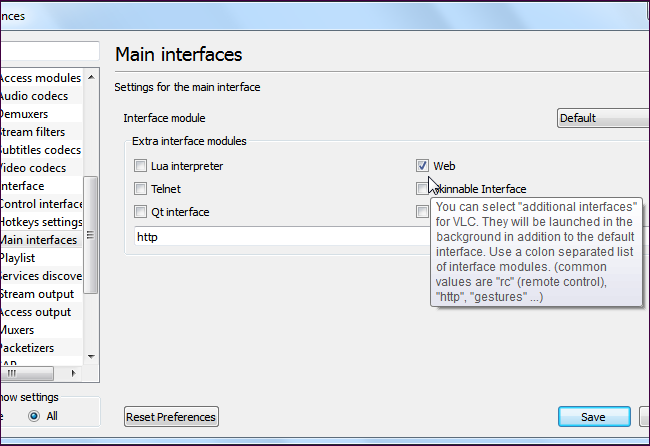 ences
Main interfaces
Settings for the main interface
Access modules
Audio codecs
Demuxers
Stream filters
Subtitles codecs
Video codecs
Interface
Control interface
Hotkeys settings
Main interfaces
Playlist
Services discove
Stream output
Access output
Muxers
Packetizers
SAP
how settings
e All
Interface module Default
Extra interface modules
Lua interpreter Web
Telnet Skinnable Interface
Qt interface
http
You can select "additional interfaces"
for VLC. They will be launched in the
background in addition to the default
interface. Use a colon separated list
of interface modules. (common
values are "rc" (remote control),
"http", "gestures" ...)
Reset Preferences Save